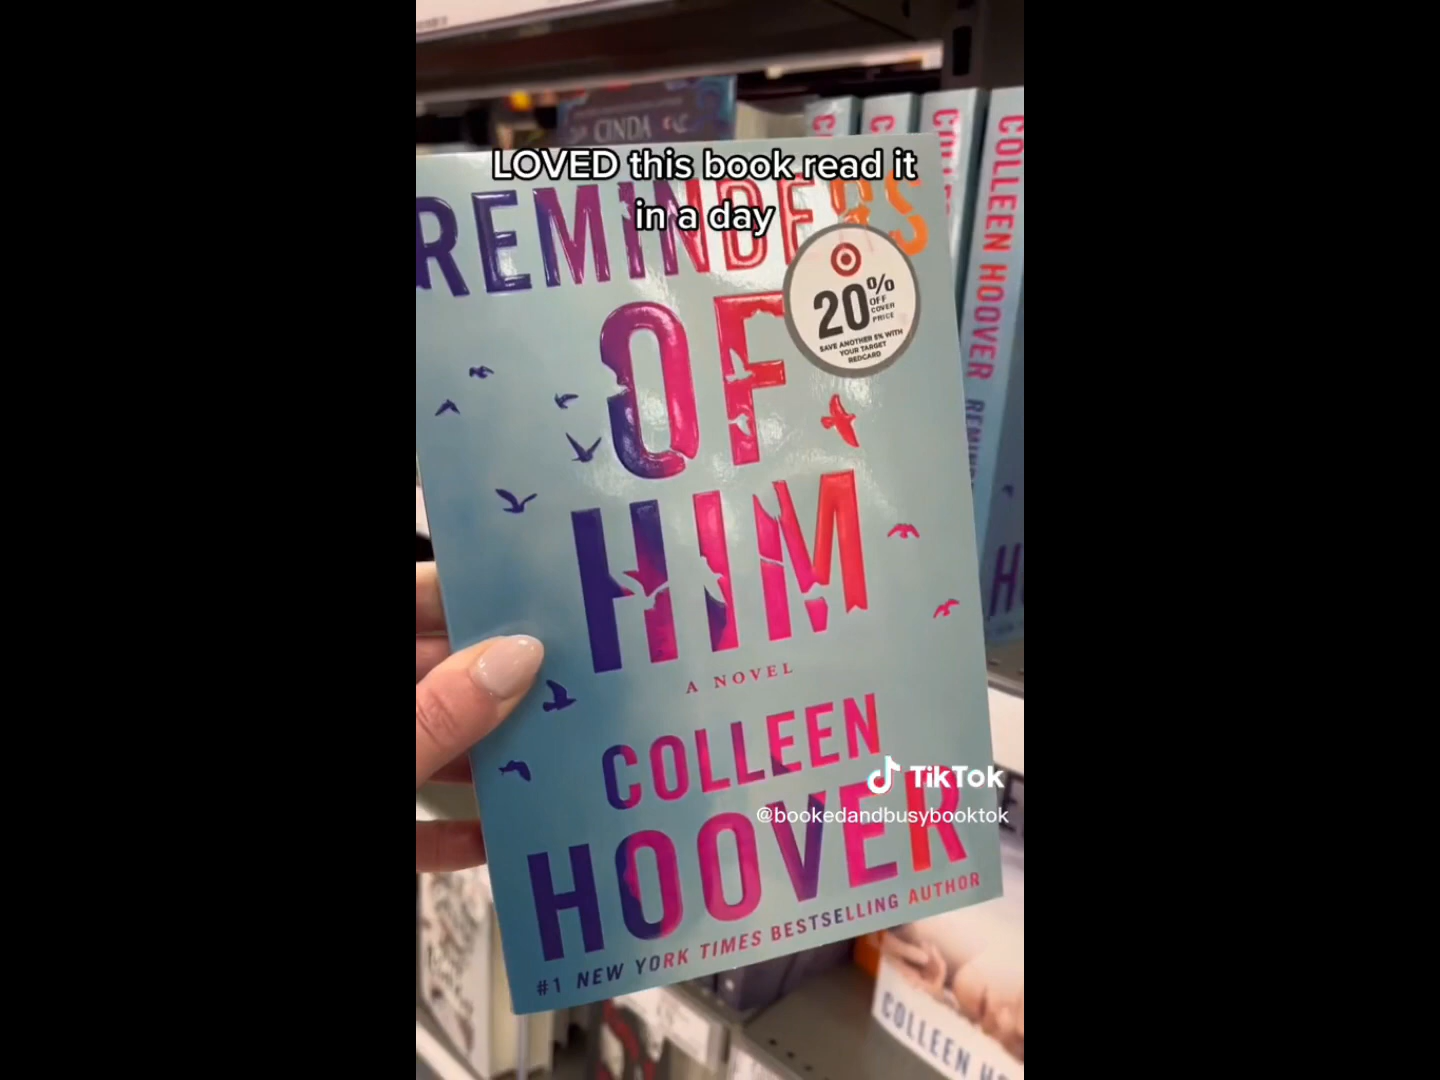 CINDA
LOVED this book read it
in a day
REMINDERS
OF
HIM
A NOVEL
COLLEEN
HOOVER
#1 NEW YORK TIMES BESTSELLING AUTHOR
20% OFF
COVER
PRICE
SAVE ANOTHER 5% WITH
YOUR TARGET
REDCARD
COLLEEN HOOVER
TikTok
@bookedandbusybooktok
COLLEEN